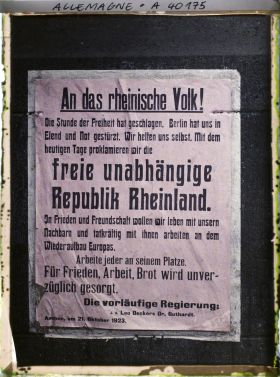 ALLEMAGNE • A 40175
An das rheinische Volk!
Die Stunde der Freiheit hat geschlagen. Berlin hat uns in
Elend und Not gestürzt. Wir helfen uns selbst. Mit dem
heutigen Tage proklamieren wir die
freie unabhängige
Republik Rheinland.
In Frieden und Freundschaft wollen wir leben mit unsern
Nachbarn und tatkräftig mit ihnen arbeiten an dem
Wiederaufbau Europas.
Arbeite jeder an seinem Platze.
Für Frieden, Arbeit, Brot wird unver-
züglich gesorgt.
Die vorläufige Regierung:
Leo Deckers Dr. Guthardt.
Aachen, am 21. Oktober 1923.